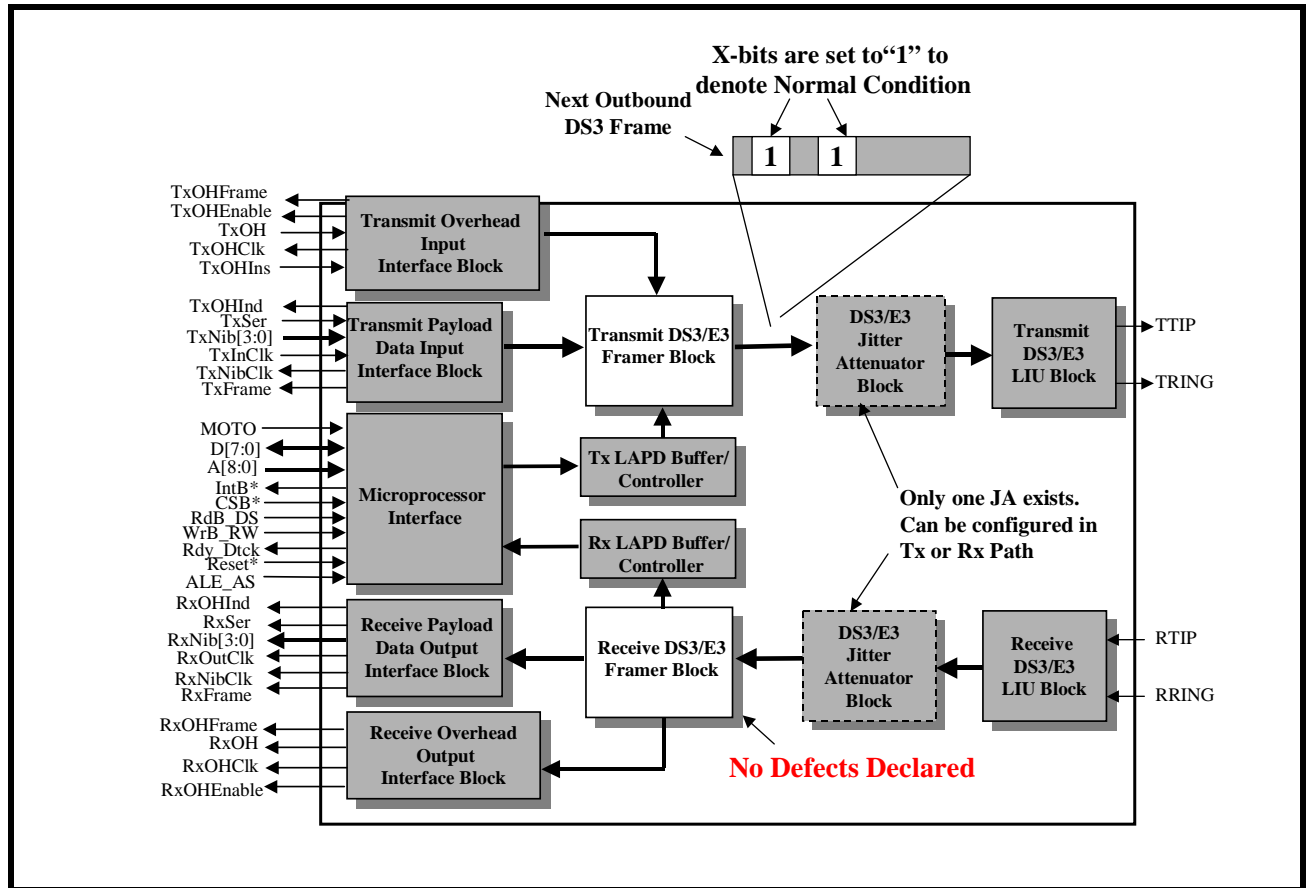 X-bits are set to“1” to
denote Normal Condition
Next Outbound
DS3 Frame
1 1
TxOHFrame
TxOHEnable
TxOH
TxOHClk
TxOHIns
Transmit Overhead
Input
Interface Block
TxOHInd
TxSer
TxNib[3:0]
TxInClk
TxNibClk
TxFrame
Transmit Payload
Data Input
Interface Block
Transmit DS3/E3
Framer Block
DS3/E3
Jitter
Attenuator
Block
Transmit
DS3/E3
LIU Block
TTIP
TRING
MOTO
D[7:0]
A[8:0]
IntB*
CSB*
RdB_DS
WrB_RW
Rdy_Dtck
Reset*
ALE_AS
Microprocessor
Interface
Tx LAPD Buffer/
Controller
Rx LAPD Buffer/
Controller
Only one JA exists.
Can be configured in
Tx or Rx Path
RxOHInd
RxSer
RxNib[3:0]
RxOutClk
RxNibClk
RxFrame
Receive Payload
Data Output
Interface Block
Receive DS3/E3
Framer Block
DS3/E3
Jitter
Attenuator
Block
Receive
DS3/E3
LIU Block
RTIP
RRING
RxOHFrame
RxOH
RxOHClk
RxOHEnable
Receive Overhead
Output
Interface Block
No Defects Declared